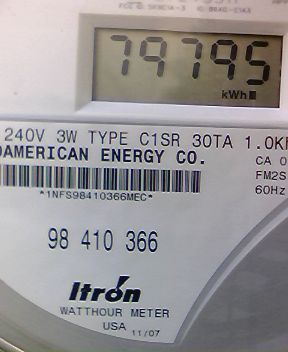 79795
kWh
240V 3W TYPE C1SR 30TA 1.0K
AMERICAN ENERGY CO.
CA 0
FM2S
*1NFS98410366MEC*
60Hz
98 410 366
Itron
WATTHOUR METER
USA 11/07